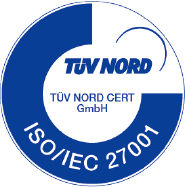 TÜV NORD
TÜV NORD CERT
GmbH
ISO/IEC 27001